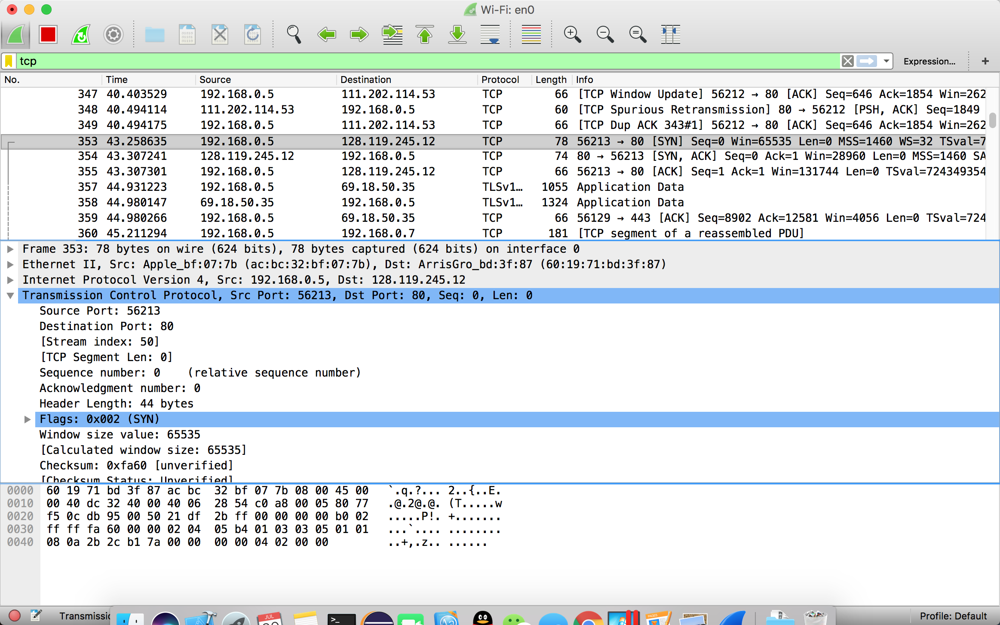 Wi-Fi: en0
tcp
Expression... +
No. Time Source Destination Protocol Length Info
347 40.403529 192.168.0.5 111.202.114.53 TCP 66 [TCP Window Update] 56212 → 80 [ACK] Seq=646 Ack=1854 Win=262
348 40.494114 111.202.114.53 192.168.0.5 TCP 60 [TCP Spurious Retransmission] 80 → 56212 [PSH, ACK] Seq=1849
349 40.494175 192.168.0.5 111.202.114.53 TCP 66 [TCP Dup ACK 343#1] 56212 → 80 [ACK] Seq=646 Ack=1854 Win=262
353 43.258635 192.168.0.5 128.119.245.12 TCP 78 56213 → 80 [SYN] Seq=0 Win=65535 Len=0 MSS=1460 WS=32 TSval=7
354 43.307241 128.119.245.12 192.168.0.5 TCP 74 80 → 56213 [SYN, ACK] Seq=0 Ack=1 Win=28960 Len=0 MSS=1460 SA
355 43.307301 192.168.0.5 128.119.245.12 TCP 66 56213 → 80 [ACK] Seq=1 Ack=1 Win=131744 Len=0 TSval=724349354
357 44.931223 192.168.0.5 69.18.50.35 TLSv1… 1055 Application Data
358 44.980147 69.18.50.35 192.168.0.5 TLSv1… 1324 Application Data
359 44.980266 192.168.0.5 69.18.50.35 TCP 66 56129 → 443 [ACK] Seq=8902 Ack=12581 Win=4056 Len=0 TSval=724
360 45.211294 192.168.0.5 192.168.0.7 TCP 181 [TCP segment of a reassembled PDU]
Frame 353: 78 bytes on wire (624 bits), 78 bytes captured (624 bits) on interface 0
Ethernet II, Src: Apple_bf:07:7b (ac:bc:32:bf:07:7b), Dst: ArrisGro_bd:3f:87 (60:19:71:bd:3f:87)
Internet Protocol Version 4, Src: 192.168.0.5, Dst: 128.119.245.12
Transmission Control Protocol, Src Port: 56213, Dst Port: 80, Seq: 0, Len: 0
Source Port: 56213
Destination Port: 80
[Stream index: 50]
[TCP Segment Len: 0]
Sequence number: 0 (relative sequence number)
Acknowledgment number: 0
Header Length: 44 bytes
Flags: 0x002 (SYN)
Window size value: 65535
[Calculated window size: 65535]
Checksum: 0xfa60 [unverified]
[Checksum Status: Unverified]
0000 60 19 71 bd 3f 87 ac bc 32 bf 07 7b 08 00 45 00 `.q.?... 2..{..E.
0010 00 40 dc 32 40 00 40 06 28 54 c0 a8 00 05 80 77 .@.2@.@. (T.....w
0020 f5 0c db 95 00 50 21 df 2b ff 00 00 00 00 b0 02 .....P!. +.......
0030 ff ff fa 60 00 00 02 04 05 b4 01 03 03 05 01 01 ...`.... ........
0040 08 0a 2b 2c b1 7a 00 00 00 00 04 02 00 00 ..+,.z.. ......
Transmissi
JUL
PAGES
Profile: Default